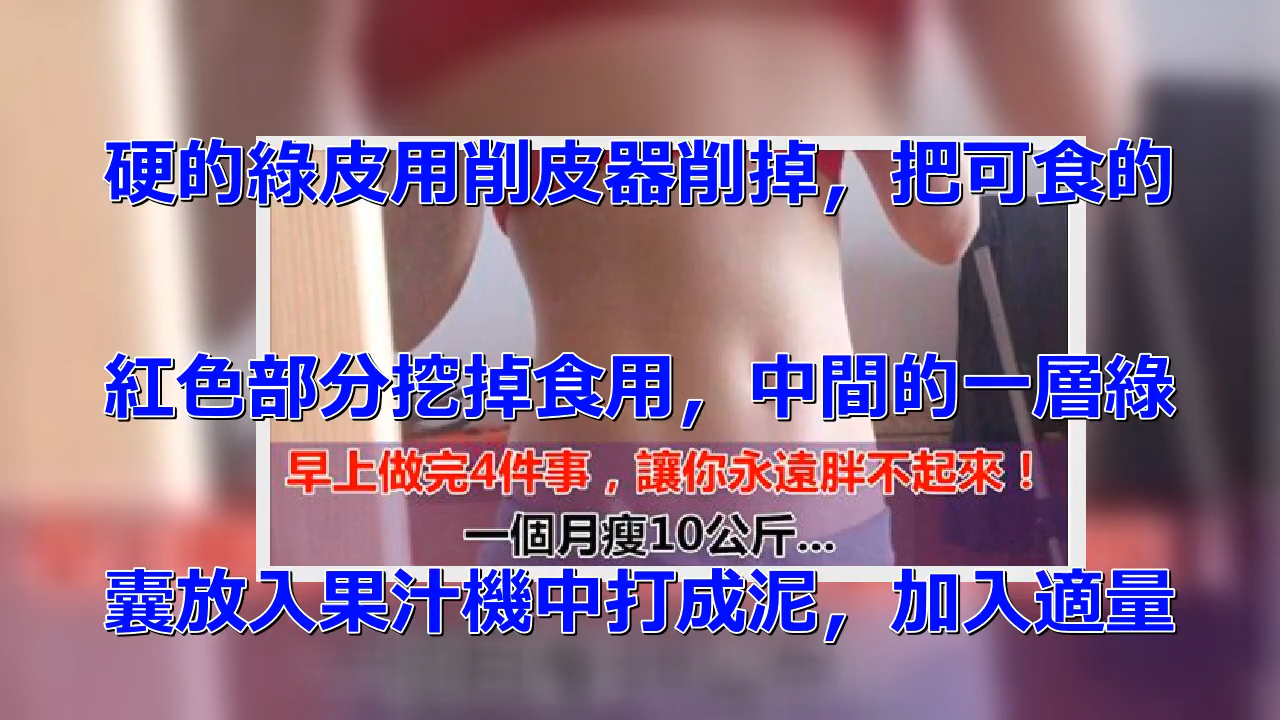 硬的綠皮用削皮器削掉，把可食的
紅色部分挖掉食用，中間的一層綠
早上做完4件事，讓你永遠胖不起來！
一個月瘦10公斤...
囊放入果汁機中打成泥，加入適量